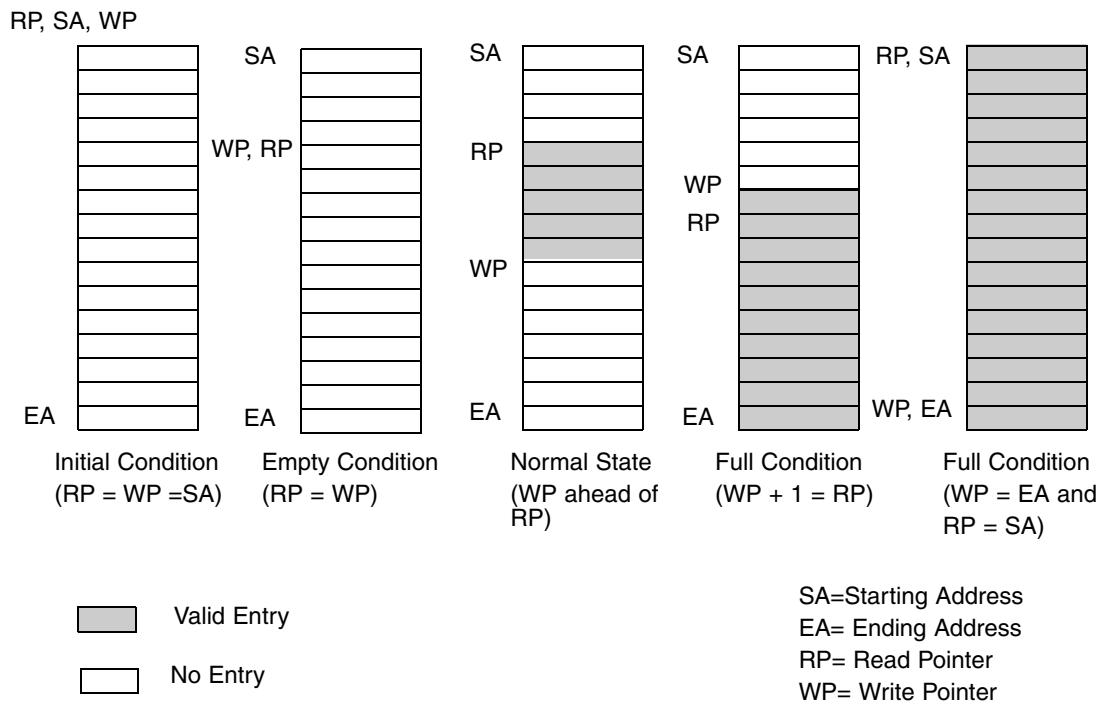 RP, SA, WP
SA
SA
SA
RP, SA
WP, RP
RP
WP
RP
WP
EA
EA
EA
EA
WP, EA
Initial Condition
(RP = WP =SA)
Empty Condition
(RP = WP)
Normal State
(WP ahead of
RP)
Full Condition
(WP + 1 = RP)
Full Condition
(WP = EA and
RP = SA)
Valid Entry
No Entry
SA=Starting Address
EA= Ending Address
RP= Read Pointer
WP= Write Pointer